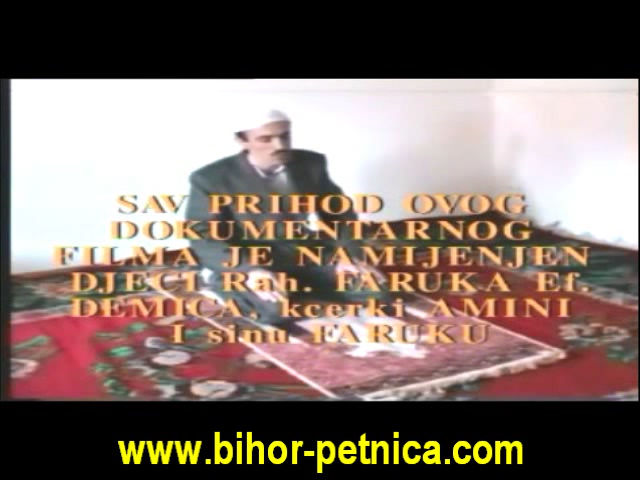 SAV PRIHOD OVOG
DOKUMENTARNOG
FILMA JE NAMIJENJEN
DJECI Rah. FARUKA Ef.
DEMICA, kcerki AMINI
I sinu FARUKU
www.bihor-petnica.com